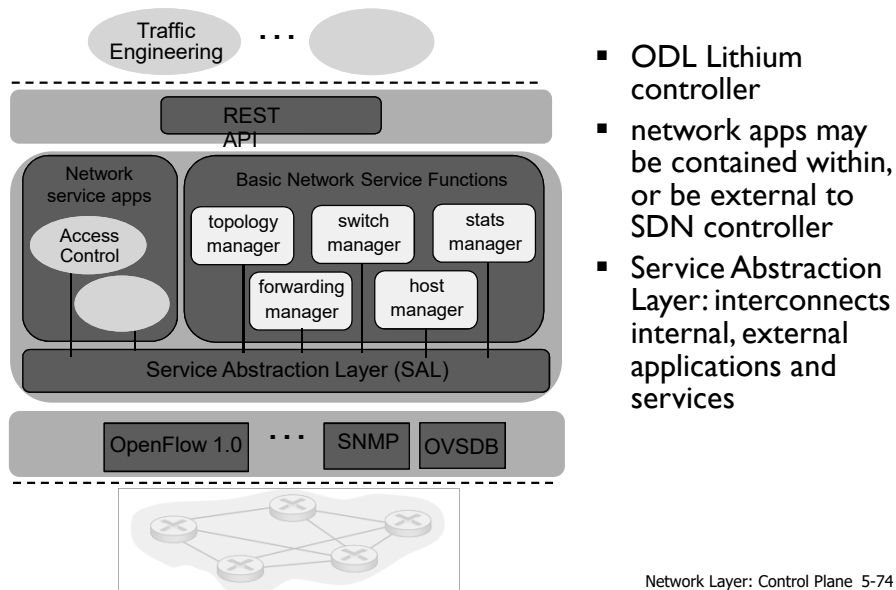 Traffic
Engineering
...
REST
API
Network
service apps
Access
Control
Basic Network Service Functions
topology
manager
switch
manager
stats
manager
forwarding
manager
host
manager
Service Abstraction Layer (SAL)
OpenFlow 1.0
...
SNMP
OVSDB
▪ ODL Lithium
controller
▪ network apps may
be contained within,
or be external to
SDN controller
▪ Service Abstraction
Layer: interconnects
internal, external
applications and
services
Network Layer: Control Plane 5-74